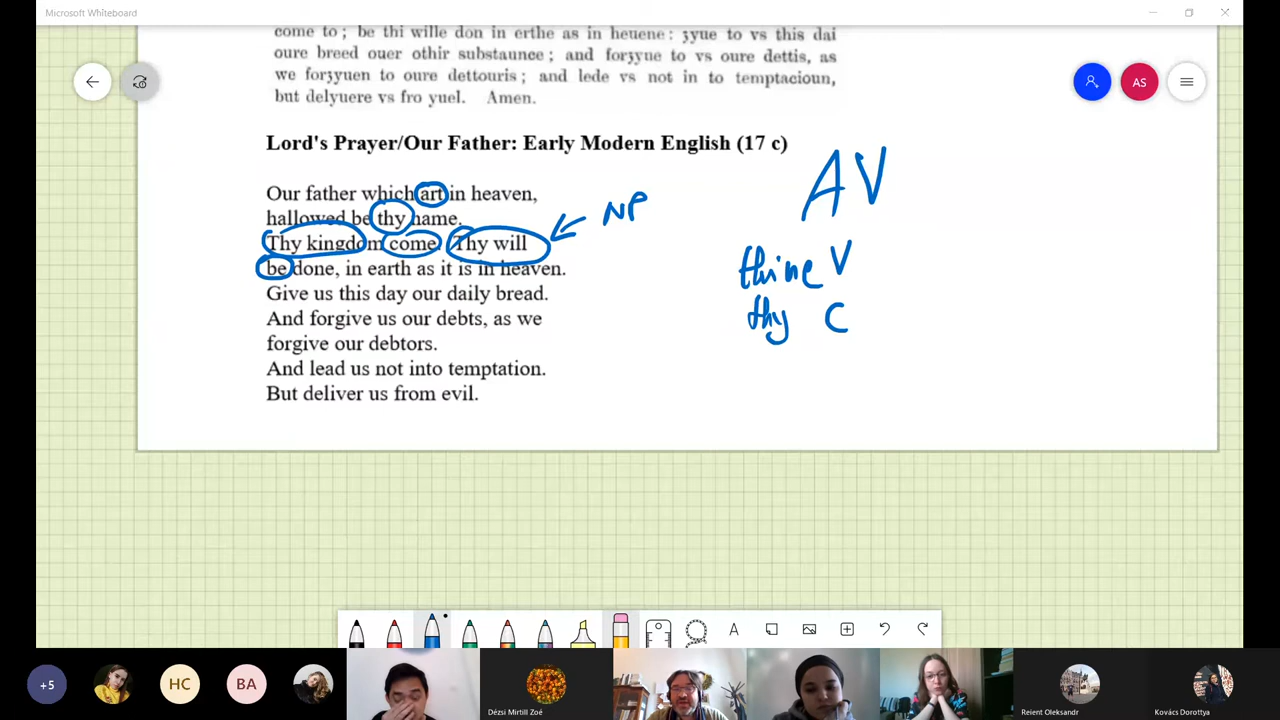 Microsoft Whiteboard
come to; be thi wille don in erthe as in heuene: ȝyue to vs this dai
oure breed ouer othir substaunce; and forȝyue to vs oure dettis, as
we forȝyuen to oure dettouris; and lede vs not in to temptacioun,
but delyuere vs fro yuel. Amen.
AS
Lord's Prayer/Our Father: Early Modern English (17 c)
Our father which art in heaven,
hallowed be thy name.
Thy kingdom come. Thy will
be done, in earth as it is in heaven.
Give us this day our daily bread.
And forgive us our debts, as we
forgive our debtors.
And lead us not into temptation.
But deliver us from evil.
NP
AV
thine V
thy C
A
+5
HC
BA
Dézsi Mirtill Zoé
Reient Oleksandr
Kovács Dorottya